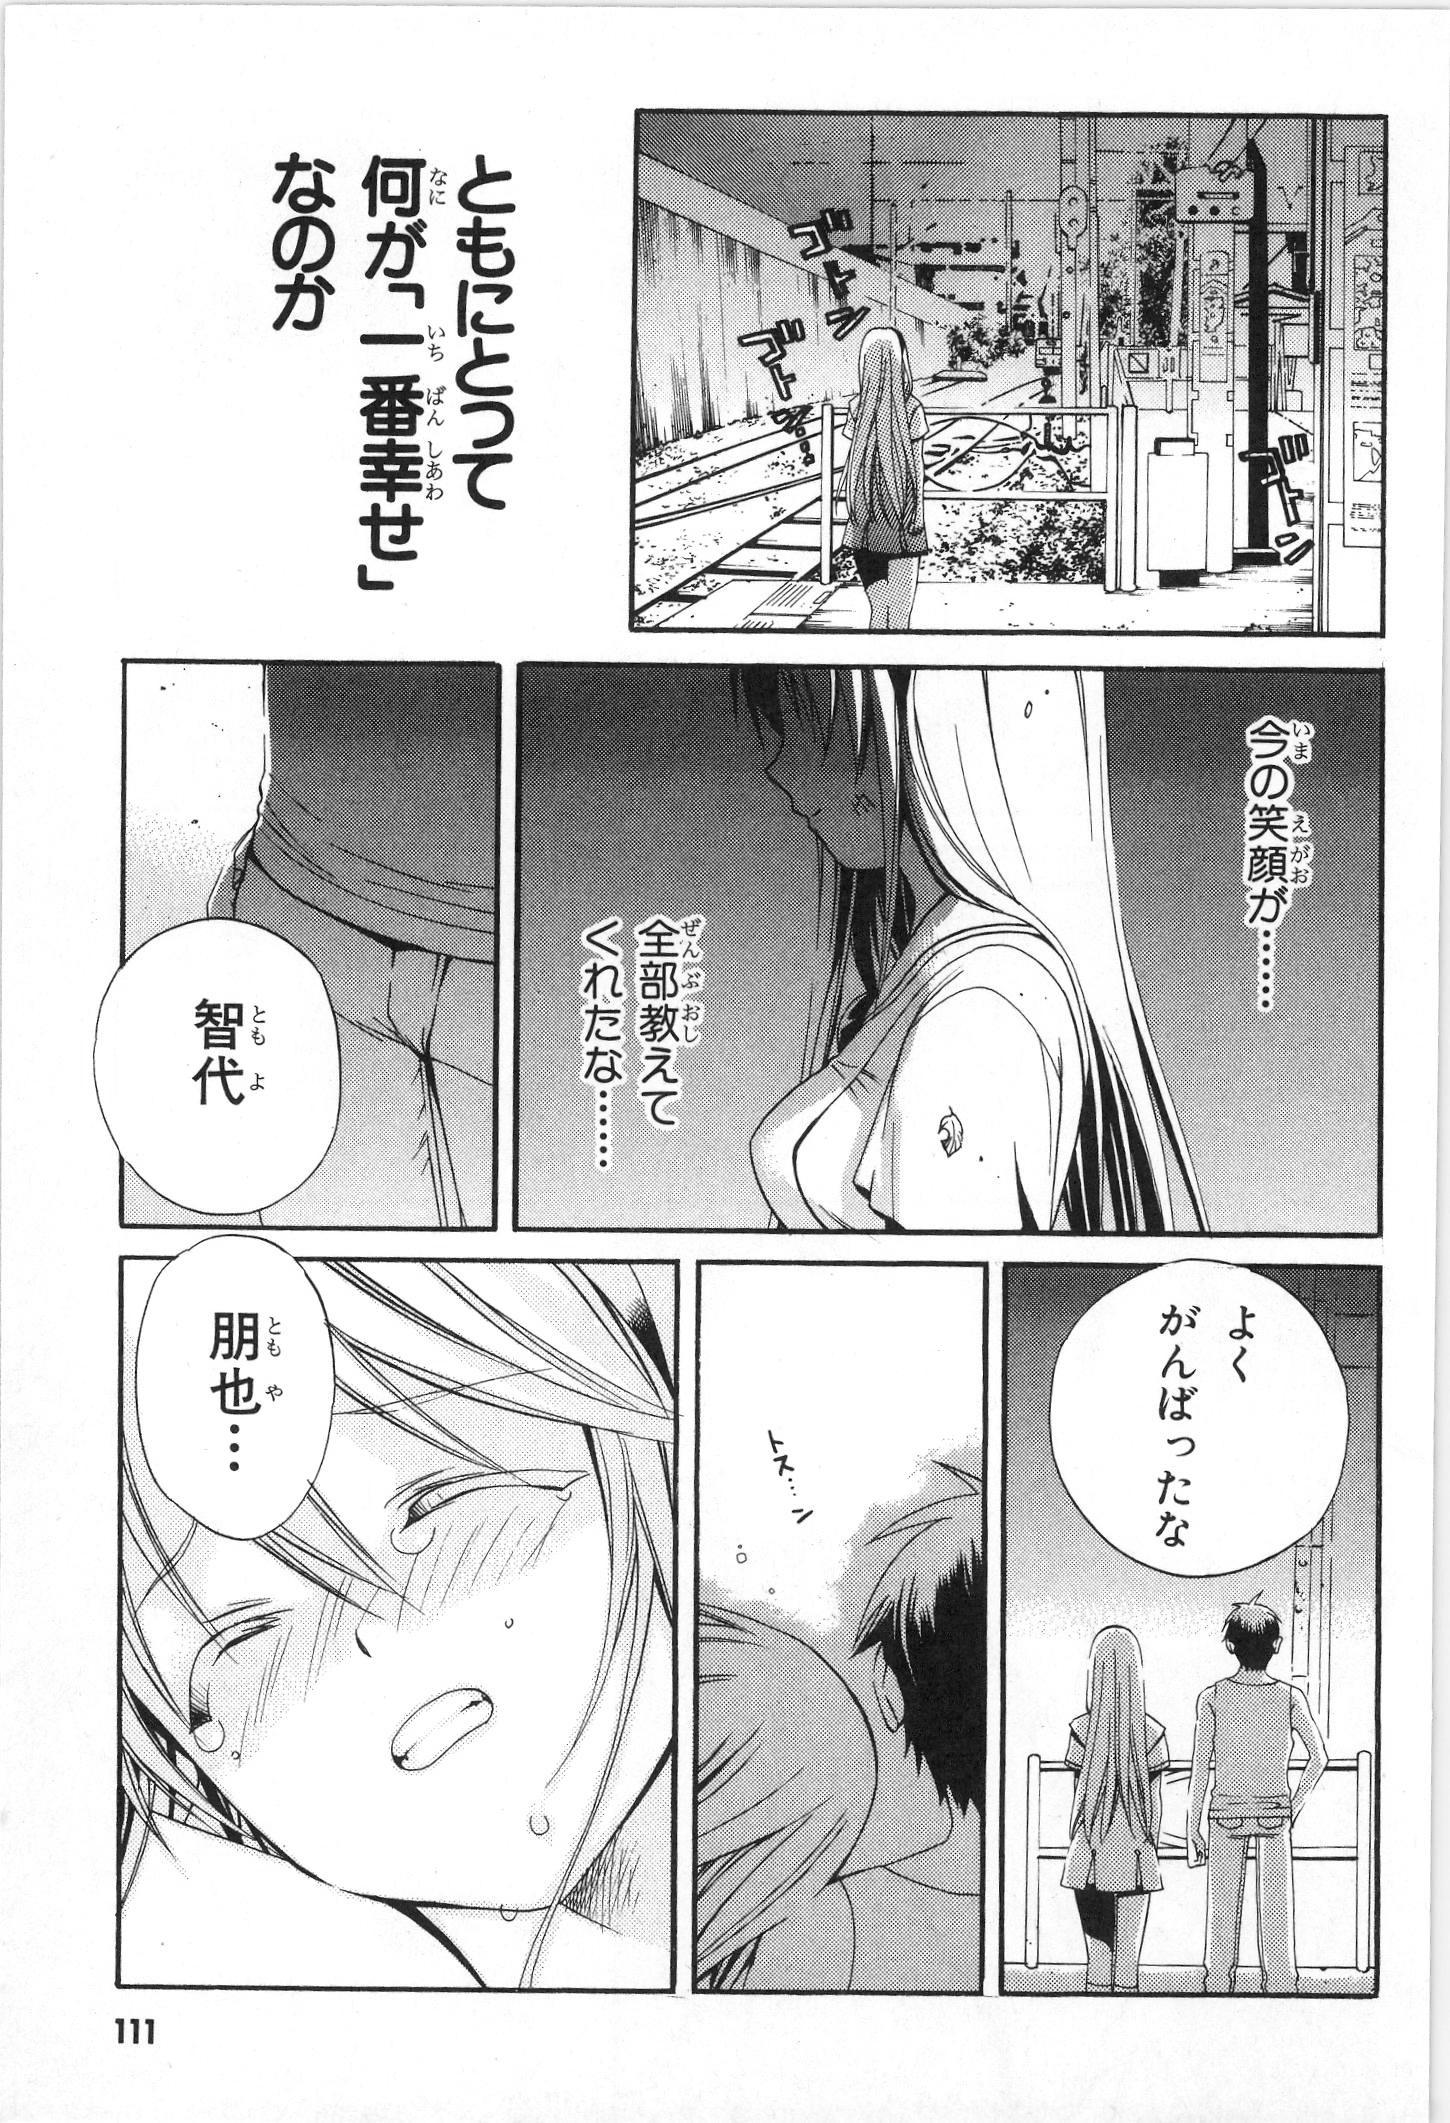 ゴトン
ゴトト
ゴトン
ともにとって
何が「一番幸せ」
なのか
今の笑顔が………
全部教えて
くれたな………
智代
よく
がんばったな
トス…ン
朋也…
111